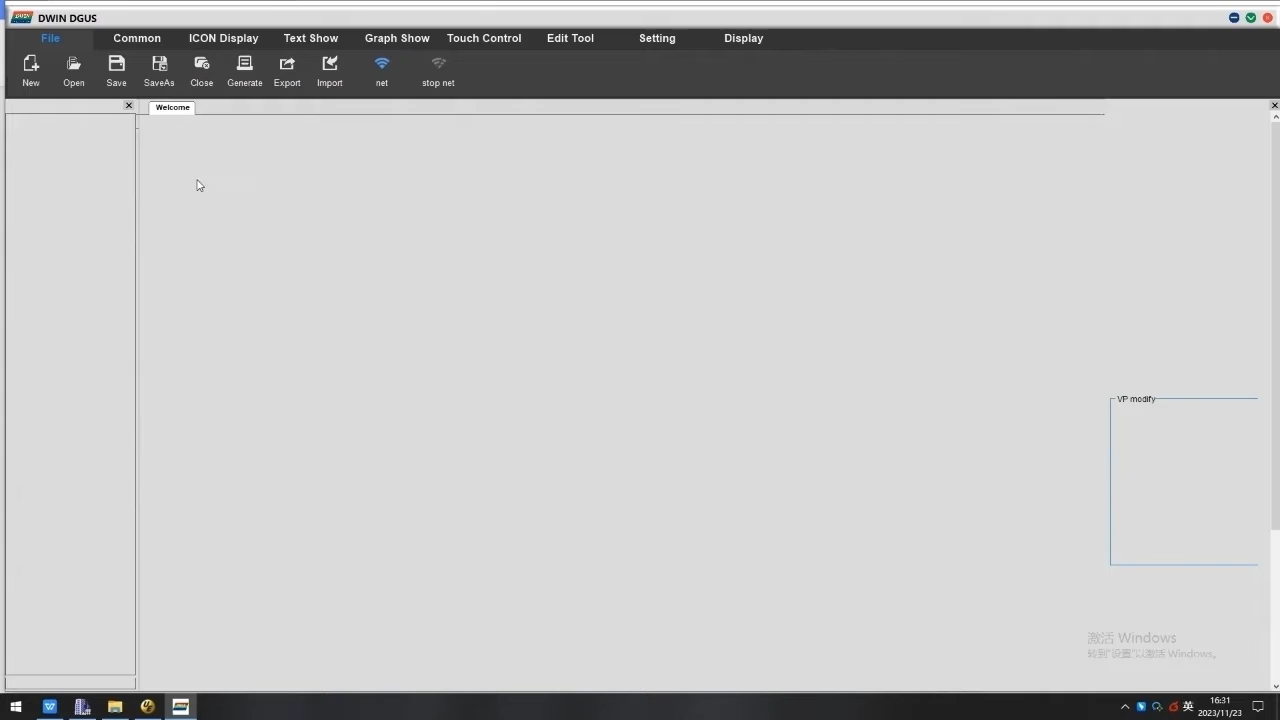 DWIN DGUS
File Common ICON Display Text Show Graph Show Touch Control Edit Tool Setting Display
New Open Save SaveAs Close Generate Export Import net stop net
Welcome
VP modify
激活 Windows
转到"设置"以激活 Windows。
英
16:31
2023/11/23